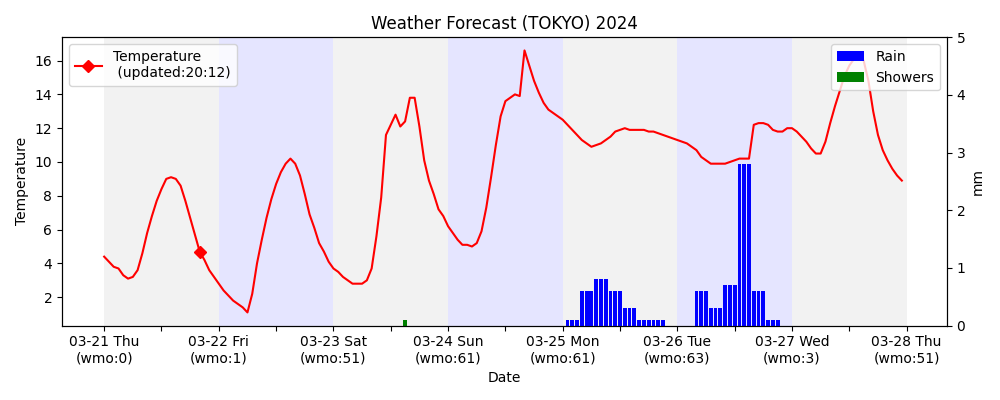 Weather Forecast (TOKYO) 2024
Temperature
(updated:20:12)
Rain
Showers
Temperature
16
14
12
10
8
6
4
2
5
4
3
2
1
0
mm
03-21 Thu
(wmo:0)
03-22 Fri
(wmo:1)
03-23 Sat
(wmo:51)
03-24 Sun
(wmo:61)
03-25 Mon
(wmo:61)
03-26 Tue
(wmo:63)
03-27 Wed
(wmo:3)
03-28 Thu
(wmo:51)
Date